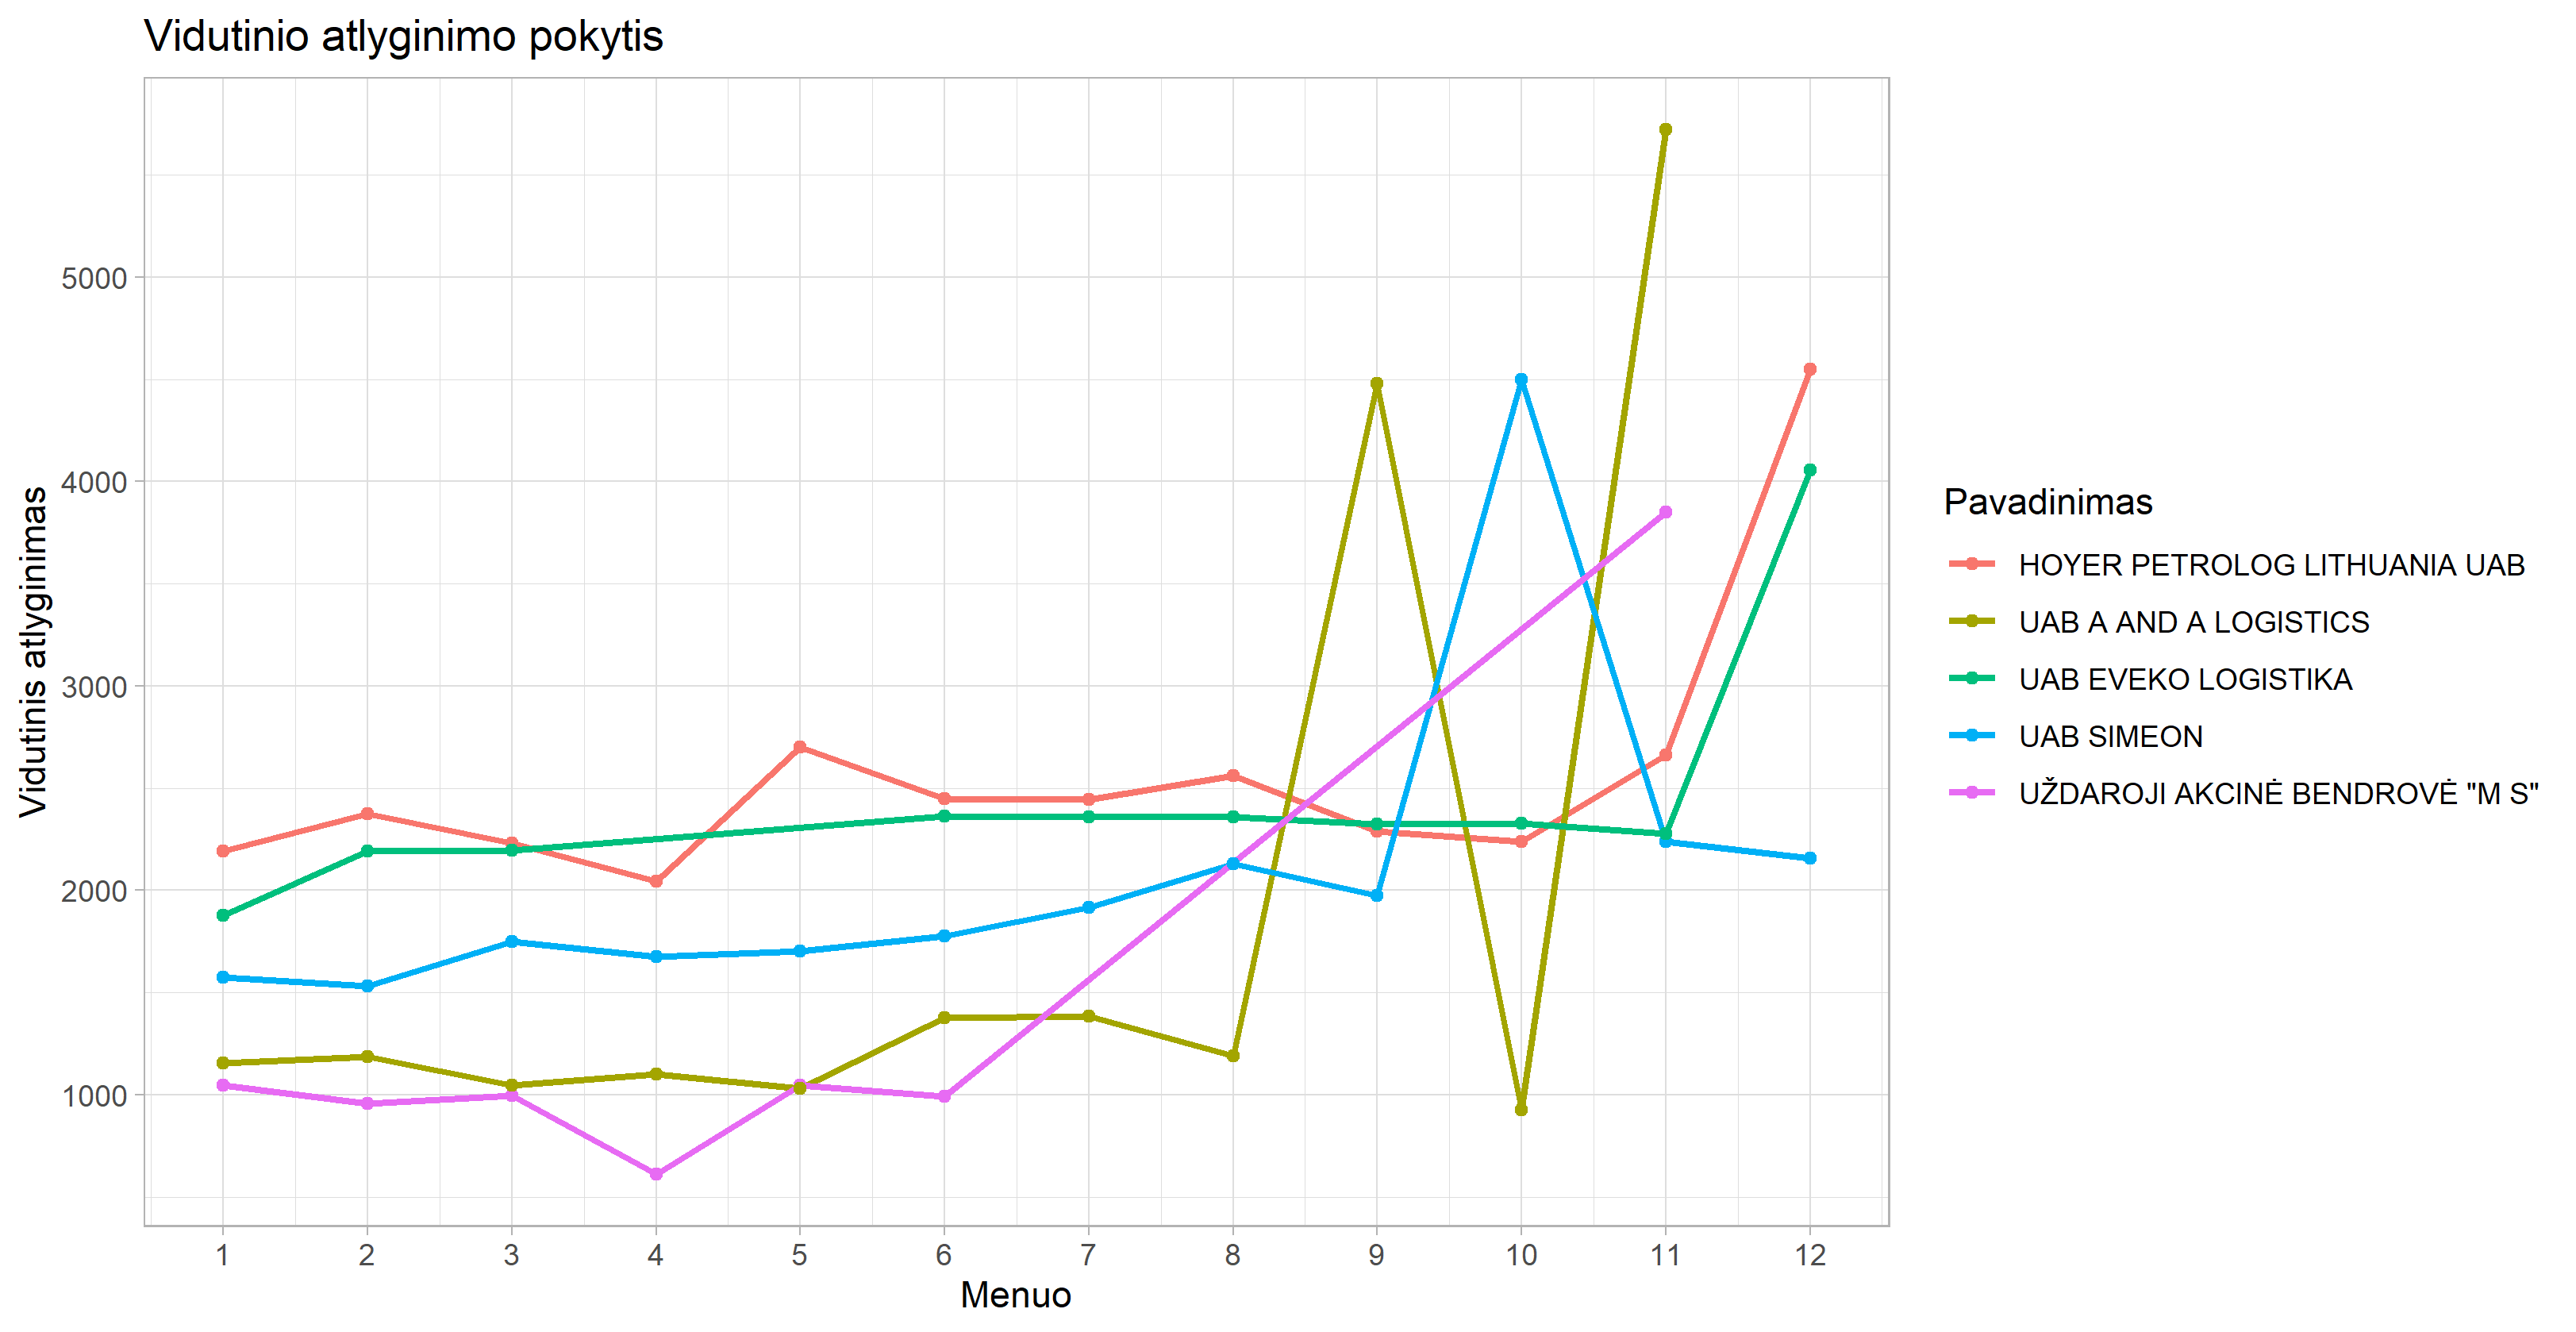 Vidutinio atlyginimo pokytis
Vidutinis atlyginimas
5000
4000
3000
2000
1000
1 2 3 4 5 6 7 8 9 10 11 12
Menuo
Pavadinimas
HOYER PETROLOG LITHUANIA UAB
UAB A AND A LOGISTICS
UAB EVEKO LOGISTIKA
UAB SIMEON
UŽDAROJI AKCINĖ BENDROVĖ "M S"